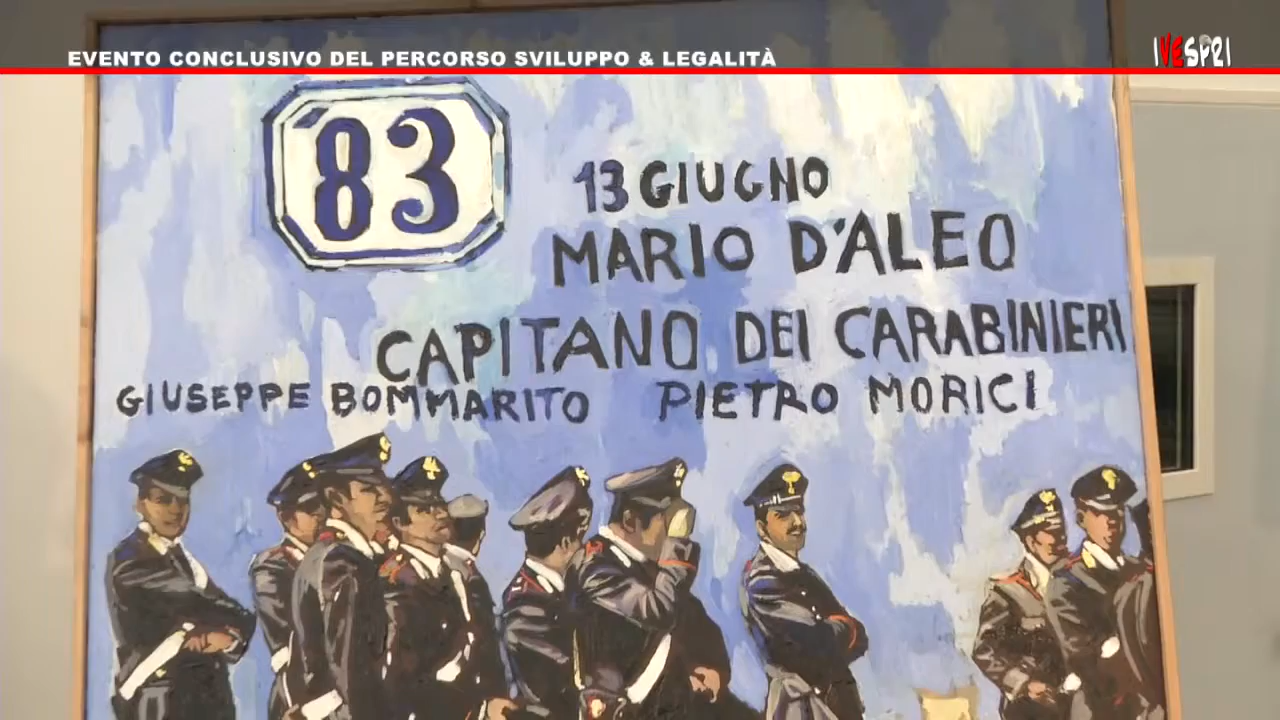 EVENTO CONCLUSIVO DEL PERCORSO SVILUPPO & LEGALITÀ
IVESPRI
'83
13 GIUGNO
MARIO D'ALEO
CAPITANO DEI CARABINIERI
GIUSEPPE BOMMARITO PIETRO MORICI